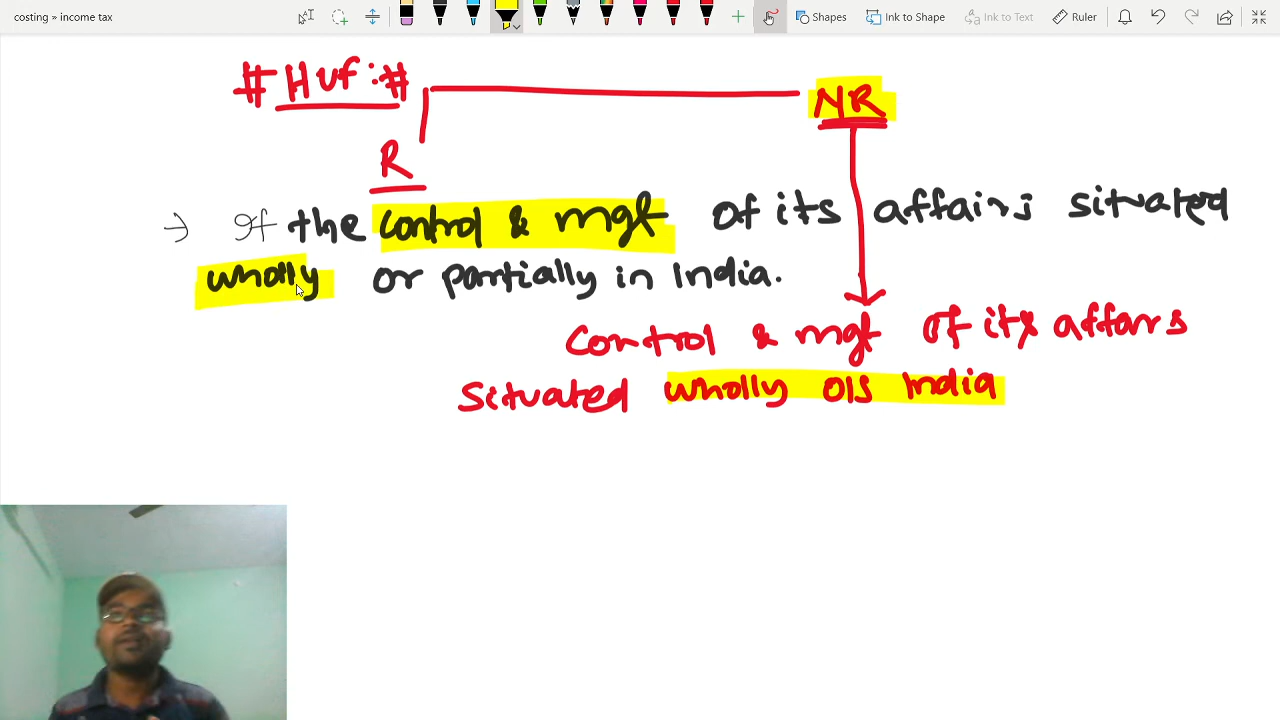 costing » income tax
Shapes
Ink to Shape
Ink to Text
Ruler
# Huf :#
NR
R
→ If the control & mgt of its affairs situated
wholly or partially in India.
control & mgt of its affars
Situated wholly O/S India